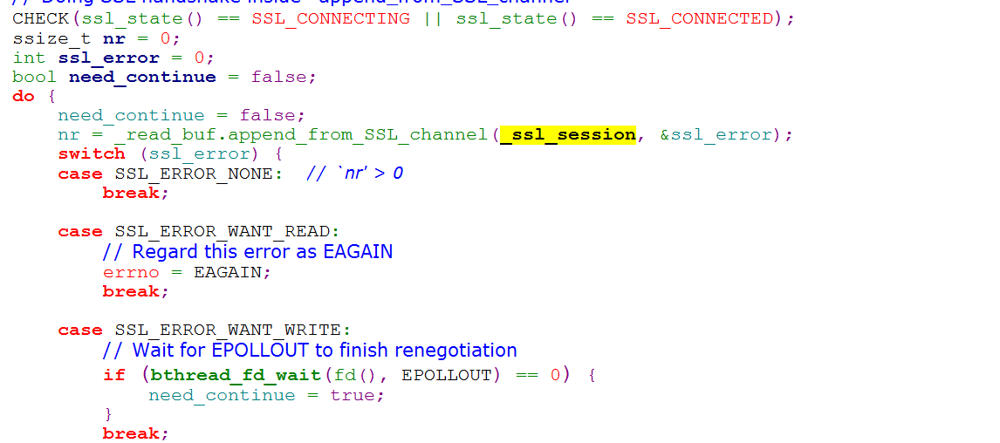 // Doing SSL handshake inside append_from_SSL_channel
CHECK(ssl_state() == SSL_CONNECTING || ssl_state() == SSL_CONNECTED);
ssize_t nr = 0;
int ssl_error = 0;
bool need_continue = false;
do {
need_continue = false;
nr = _read_buf.append_from_SSL_channel(_ssl_session, &ssl_error);
switch (ssl_error) {
case SSL_ERROR_NONE:  // `nr' > 0
break;
case SSL_ERROR_WANT_READ:
// Regard this error as EAGAIN
errno = EAGAIN;
break;
case SSL_ERROR_WANT_WRITE:
// Wait for EPOLLOUT to finish renegotiation
if (bthread_fd_wait(fd(), EPOLLOUT) == 0) {
need_continue = true;
}
break;